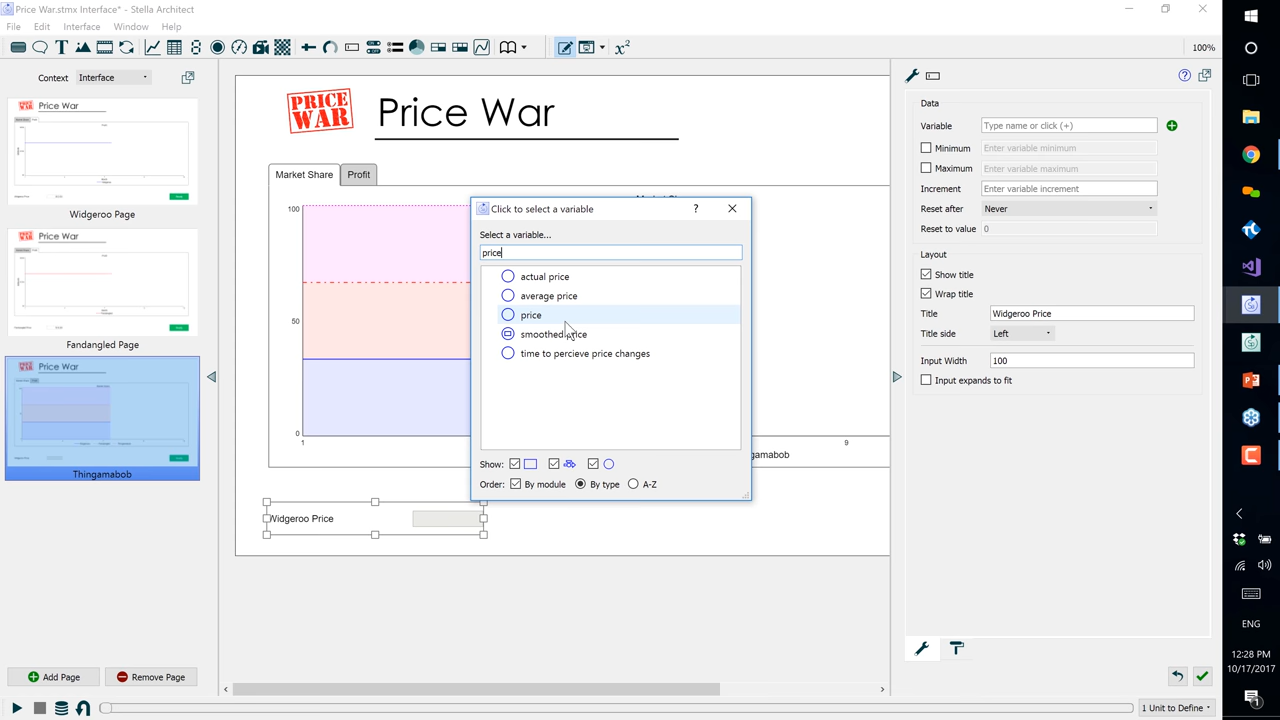 Price War.stmx Interface* - Stella Architect
File Edit Interface Window Help
100%
Context Interface
Widgeroo Page
Fandangled Page
Price War
Thingamabob
Add Page
Remove Page
PRICE WAR
Price War
Market Share
Profit
100
50
0
1
9
Widgeroo Price
Click to select a variable
?
Select a variable...
price
actual price
average price
price
smoothed price
time to percieve price changes
Show:
Order: By module By type A-Z
Data
Variable Type name or click (+)
Minimum Enter variable minimum
Maximum Enter variable maximum
Increment Enter variable increment
Reset after Never
Reset to value 0
Layout
Show title
Wrap title
Title Widgeroo Price
Title side Left
Input Width 100
Input expands to fit
1 Unit to Define
ENG
12:28 PM
10/17/2017